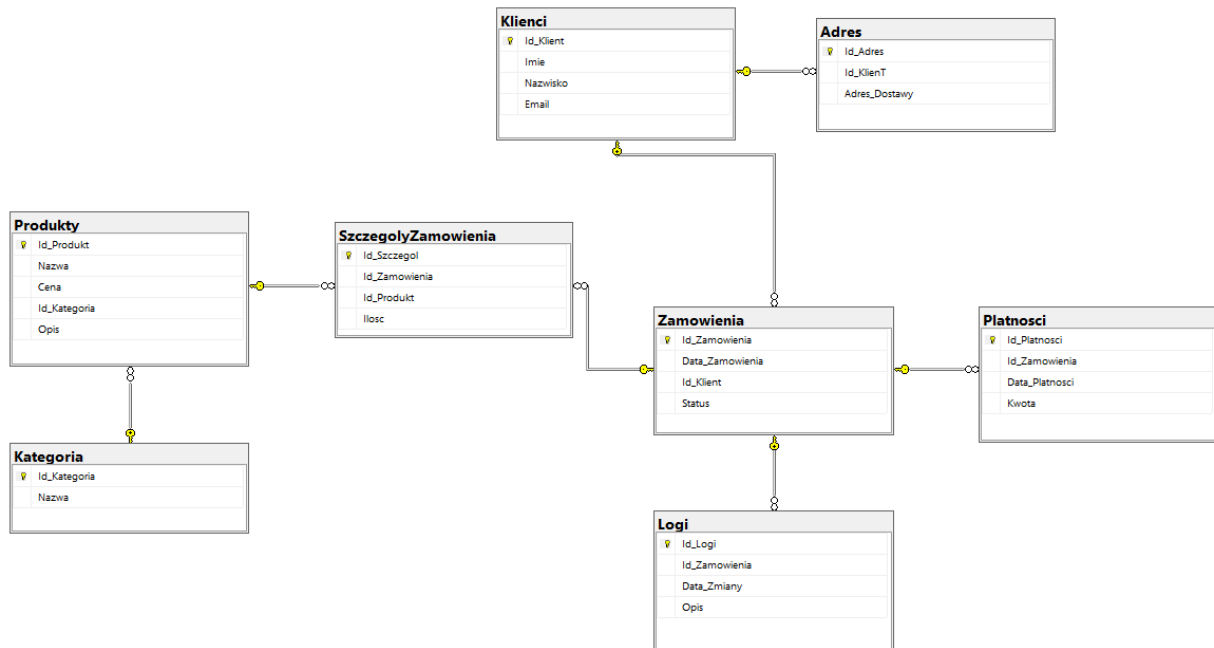 Klienci
Id_Klient
Imie
Nazwisko
Email
Adres
Id_Adres
Id_KlienT
Adres_Dostawy
Produkty
Id_Produkt
Nazwa
Cena
Id_Kategoria
Opis
SzczegolyZamowienia
Id_Szczegol
Id_Zamowienia
Id_Produkt
Ilosc
Zamowienia
Id_Zamowienia
Data_Zamowienia
Id_Klient
Status
Platnosci
Id_Platnosci
Id_Zamowienia
Data_Platnosci
Kwota
Kategoria
Id_Kategoria
Nazwa
Logi
Id_Logi
Id_Zamowienia
Data_Zmiany
Opis